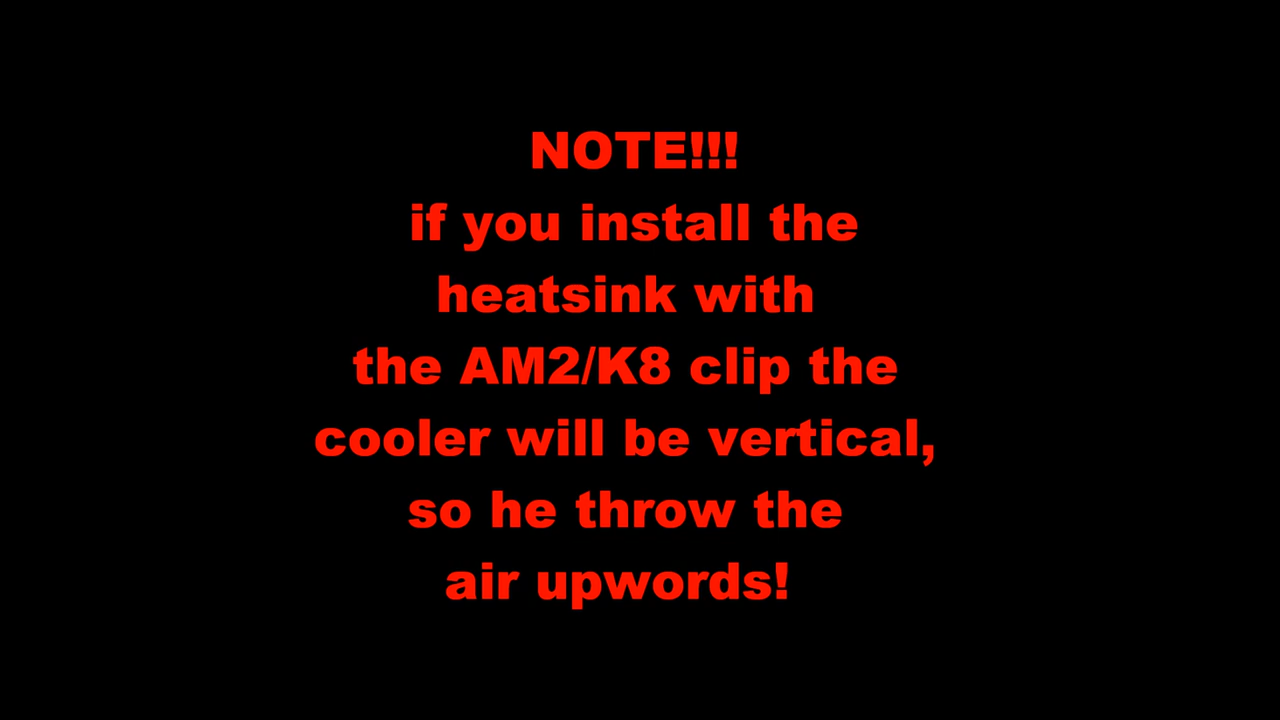 NOTE!!!
if you install the
heatsink with
the AM2/K8 clip the
cooler will be vertical,
so he throw the
air upwords!